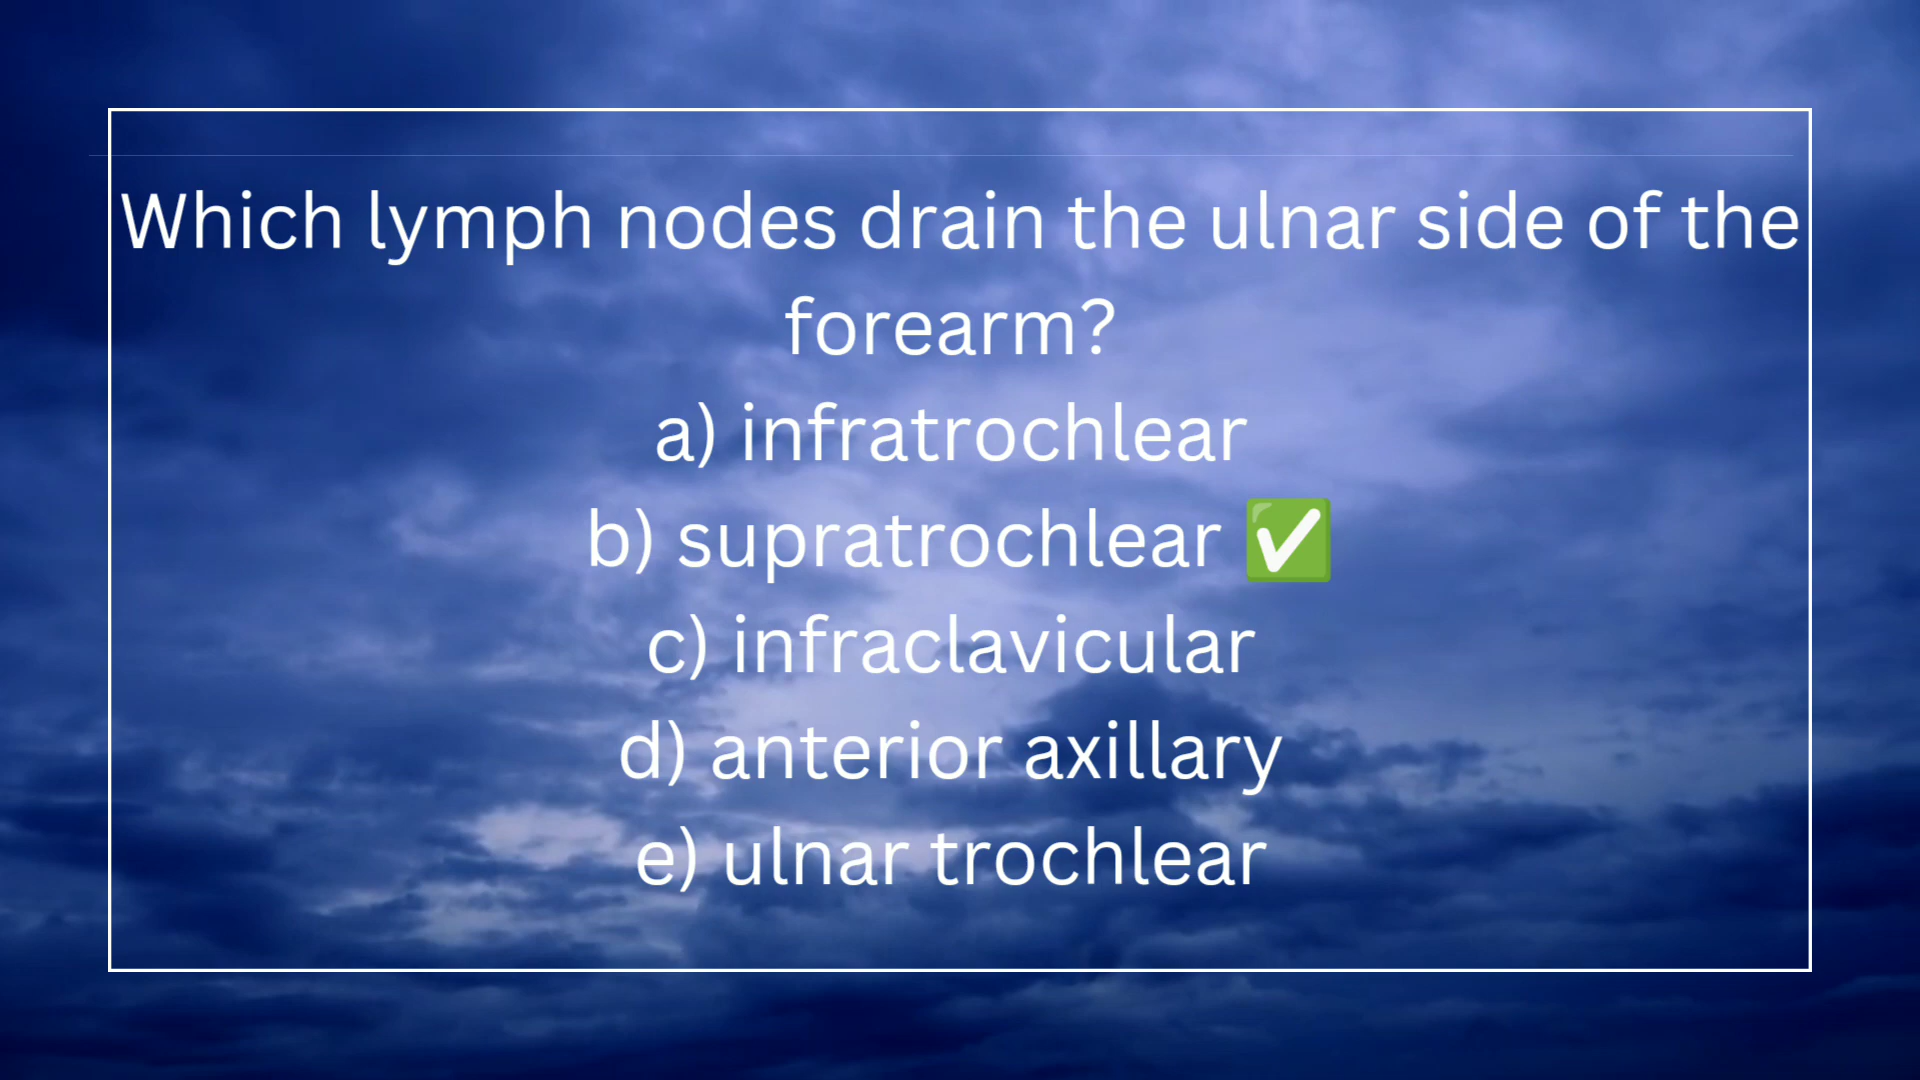 Which lymph nodes drain the ulnar side of the
forearm?
a) infratrochlear
b) supratrochlear ✅
c) infraclavicular
d) anterior axillary
e) ulnar trochlear